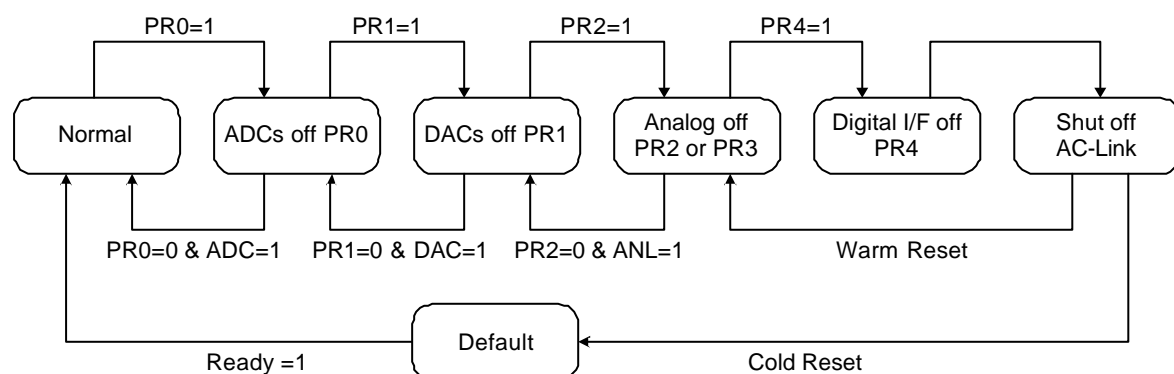 PR0=1
PR1=1
PR2=1
PR4=1
Normal
ADCs off PR0
DACs off PR1
Analog off
PR2 or PR3
Digital I/F off
PR4
Shut off
AC-Link
PR0=0 & ADC=1
PR1=0 & DAC=1
PR2=0 & ANL=1
Warm Reset
Default
Ready =1
Cold Reset